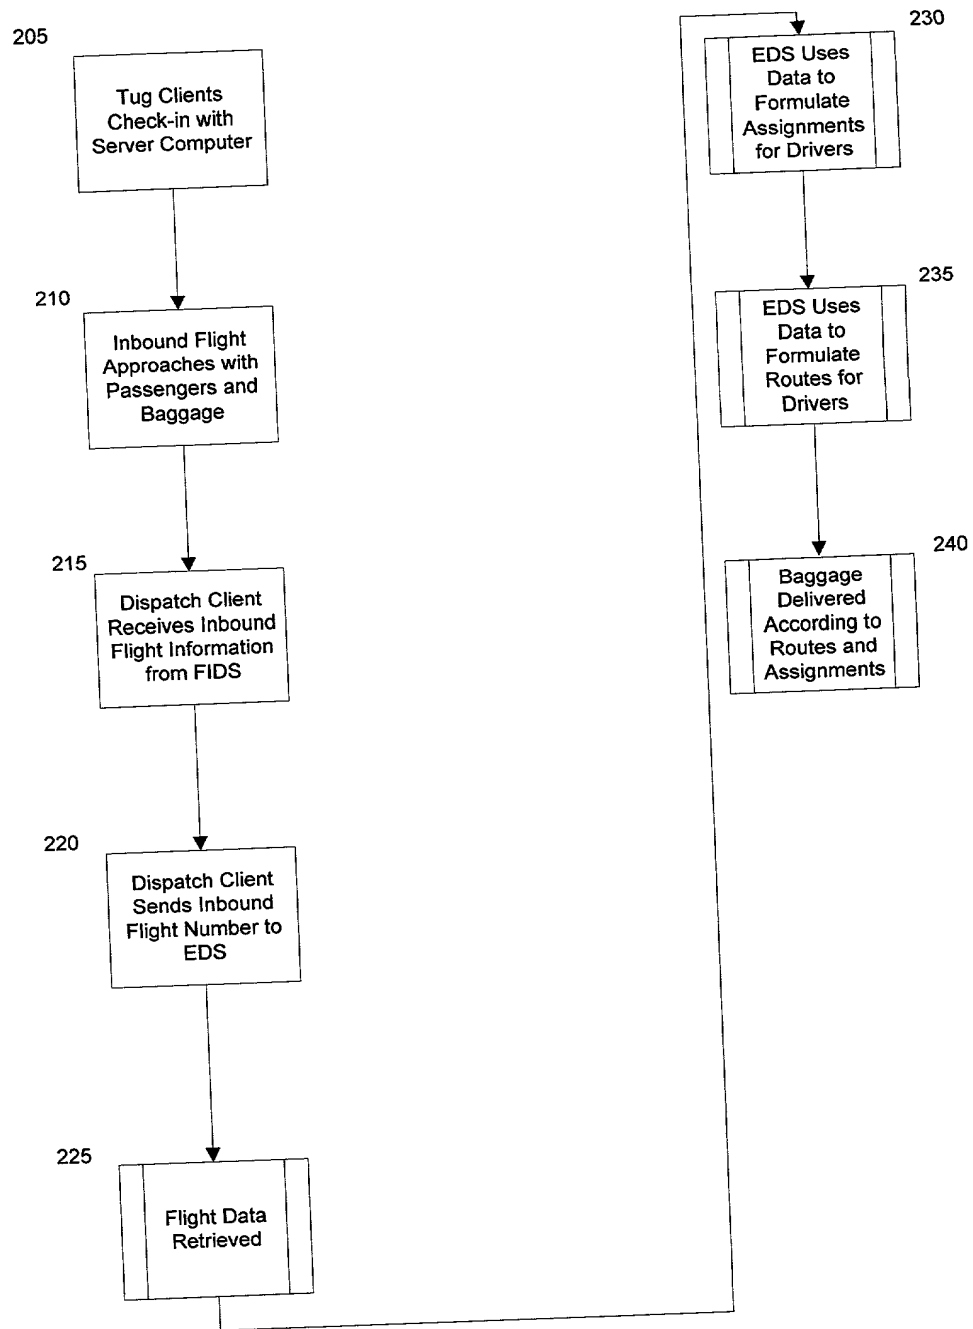 205
Tug Clients
Check-in with
Server Computer
210
Inbound Flight
Approaches with
Passengers and
Baggage
215
Dispatch Client
Receives Inbound
Flight Information
from FIDS
220
Dispatch Client
Sends Inbound
Flight Number to
EDS
225
Flight Data
Retrieved
230
EDS Uses
Data to
Formulate
Assignments
for Drivers
235
EDS Uses
Data to
Formulate
Routes for
Drivers
240
Baggage
Delivered
According to
Routes and
Assignments